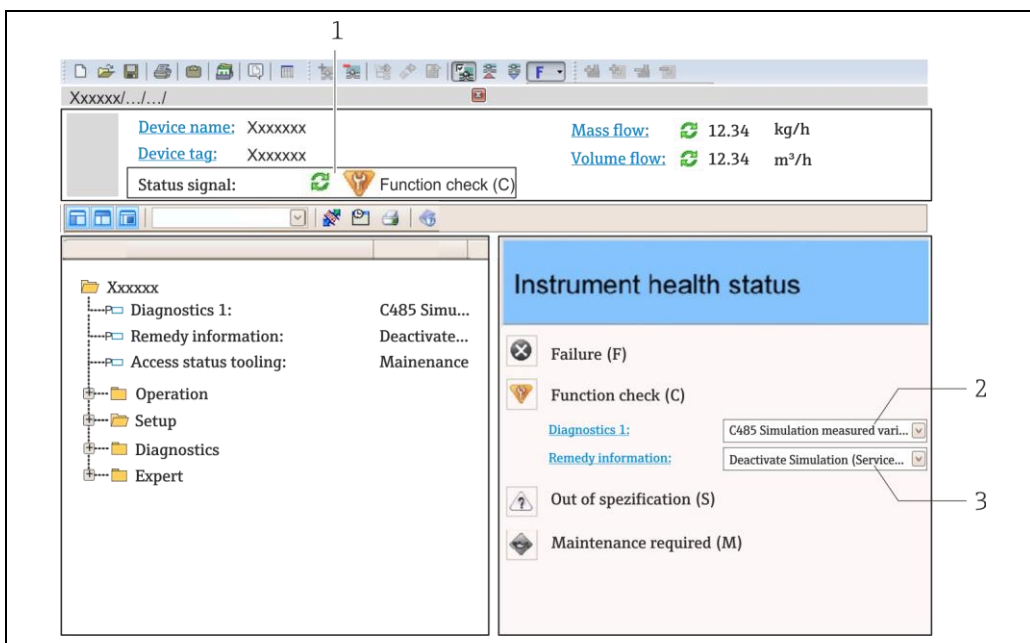 1
F
Xxxxxx/.../.../
Device name: Xxxxxxx
Mass flow: 12.34 kg/h
Device tag: Xxxxxxx
Volume flow: 12.34 m³/h
Status signal: Function check (C)
Xxxxxx
Diagnostics 1: C485 Simu...
Remedy information: Deactivate...
Access status tooling: Mainenance
Operation
Setup
Diagnostics
Expert
Instrument health status
Failure (F)
Function check (C)
2
Diagnostics 1: C485 Simulation measured vari...
Remedy information: Deactivate Simulation (Service...
Out of spezification (S)
3
Maintenance required (M)